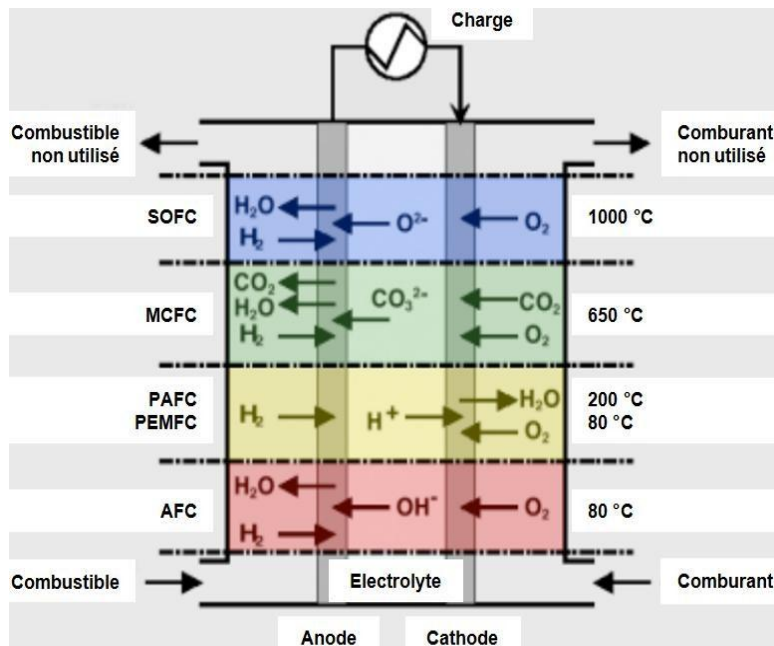 Charge
Combustible
non utilisé
Comburant
non utilisé
SOFC
H₂O
H₂
O²⁻
O₂
1000 °C
MCFC
CO₂
H₂O
H₂
CO₃²⁻
CO₂
O₂
650 °C
PAFC
PEMFC
H₂
H⁺
H₂O
O₂
200 °C
80 °C
AFC
H₂O
H₂
OH⁻
O₂
80 °C
Combustible
Electrolyte
Comburant
Anode
Cathode